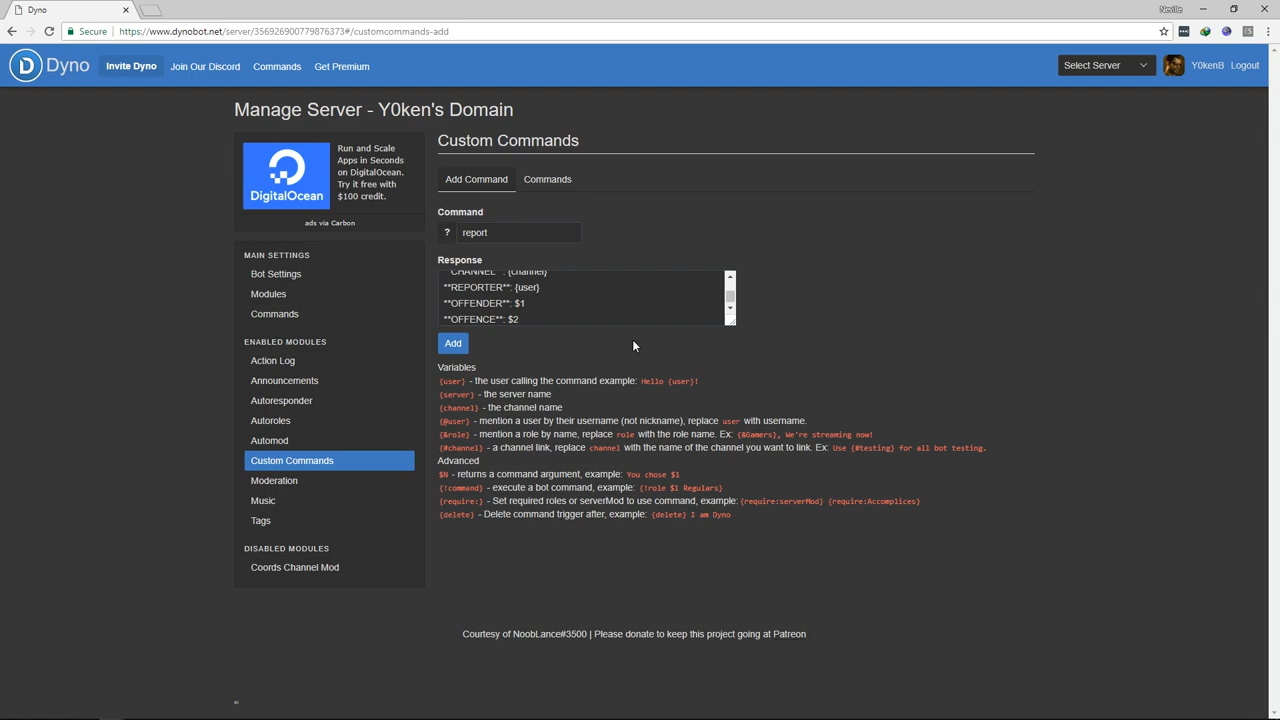 Dyno
Neville
Secure
https://www.dynobot.net/server/356926900779876373#/customcommands-add
Dyno
Invite Dyno
Join Our Discord
Commands
Get Premium
Select Server
Y0kenB
Logout
Manage Server - Y0ken's Domain
DigitalOcean
Run and Scale
Apps in Seconds
on DigitalOcean.
Try it free with
$100 credit.
ads via Carbon
MAIN SETTINGS
Bot Settings
Modules
Commands
ENABLED MODULES
Action Log
Announcements
Autoresponder
Autoroles
Automod
Custom Commands
Moderation
Music
Tags
DISABLED MODULES
Coords Channel Mod
Custom Commands
Add Command
Commands
Command
? report
Response
**CHANNEL**: {channel}
**REPORTER**: {user}
**OFFENDER**: $1
**OFFENCE**: $2
Add
Variables
{user} - the user calling the command example: Hello {user}!
{server} - the server name
{channel} - the channel name
{@user} - mention a user by their username (not nickname), replace user with username.
{&role} - mention a role by name, replace role with the role name. Ex: {&Gamers}, We're streaming now!
{#channel} - a channel link, replace channel with the name of the channel you want to link. Ex: Use {#testing} for all bot testing.
Advanced
$N - returns a command argument, example: You chose $1
{!command} - execute a bot command, example: {!role $1 Regulars}
{require:} - Set required roles or serverMod to use command, example: {require:serverMod} {require:Accomplices}
{delete} - Delete command trigger after, example: {delete} I am Dyno
Courtesy of NoobLance#3500 | Please donate to keep this project going at Patreon